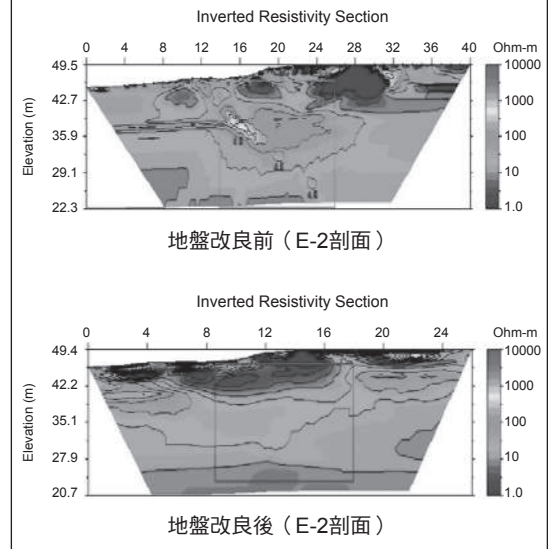 Inverted Resistivity Section
0 4 8 12 16 20 24 28 32 36 40 Ohm-m
49.5
42.7
35.9
29.1
22.3
Elevation (m)
10000
1000
100
10
1.0
地盤改良前（E-2剖面）
Inverted Resistivity Section
0 4 8 12 16 20 24 Ohm-m
49.4
42.2
35.1
27.9
20.7
Elevation (m)
10000
1000
100
10
1.0
地盤改良後（E-2剖面）